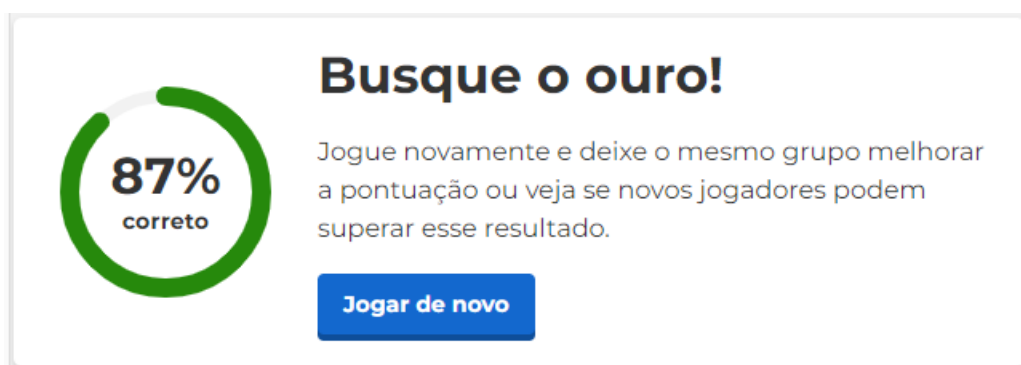 Busque o ouro!
87%
correto
Jogue novamente e deixe o mesmo grupo melhorar
a pontuação ou veja se novos jogadores podem
superar esse resultado.
Jogar de novo